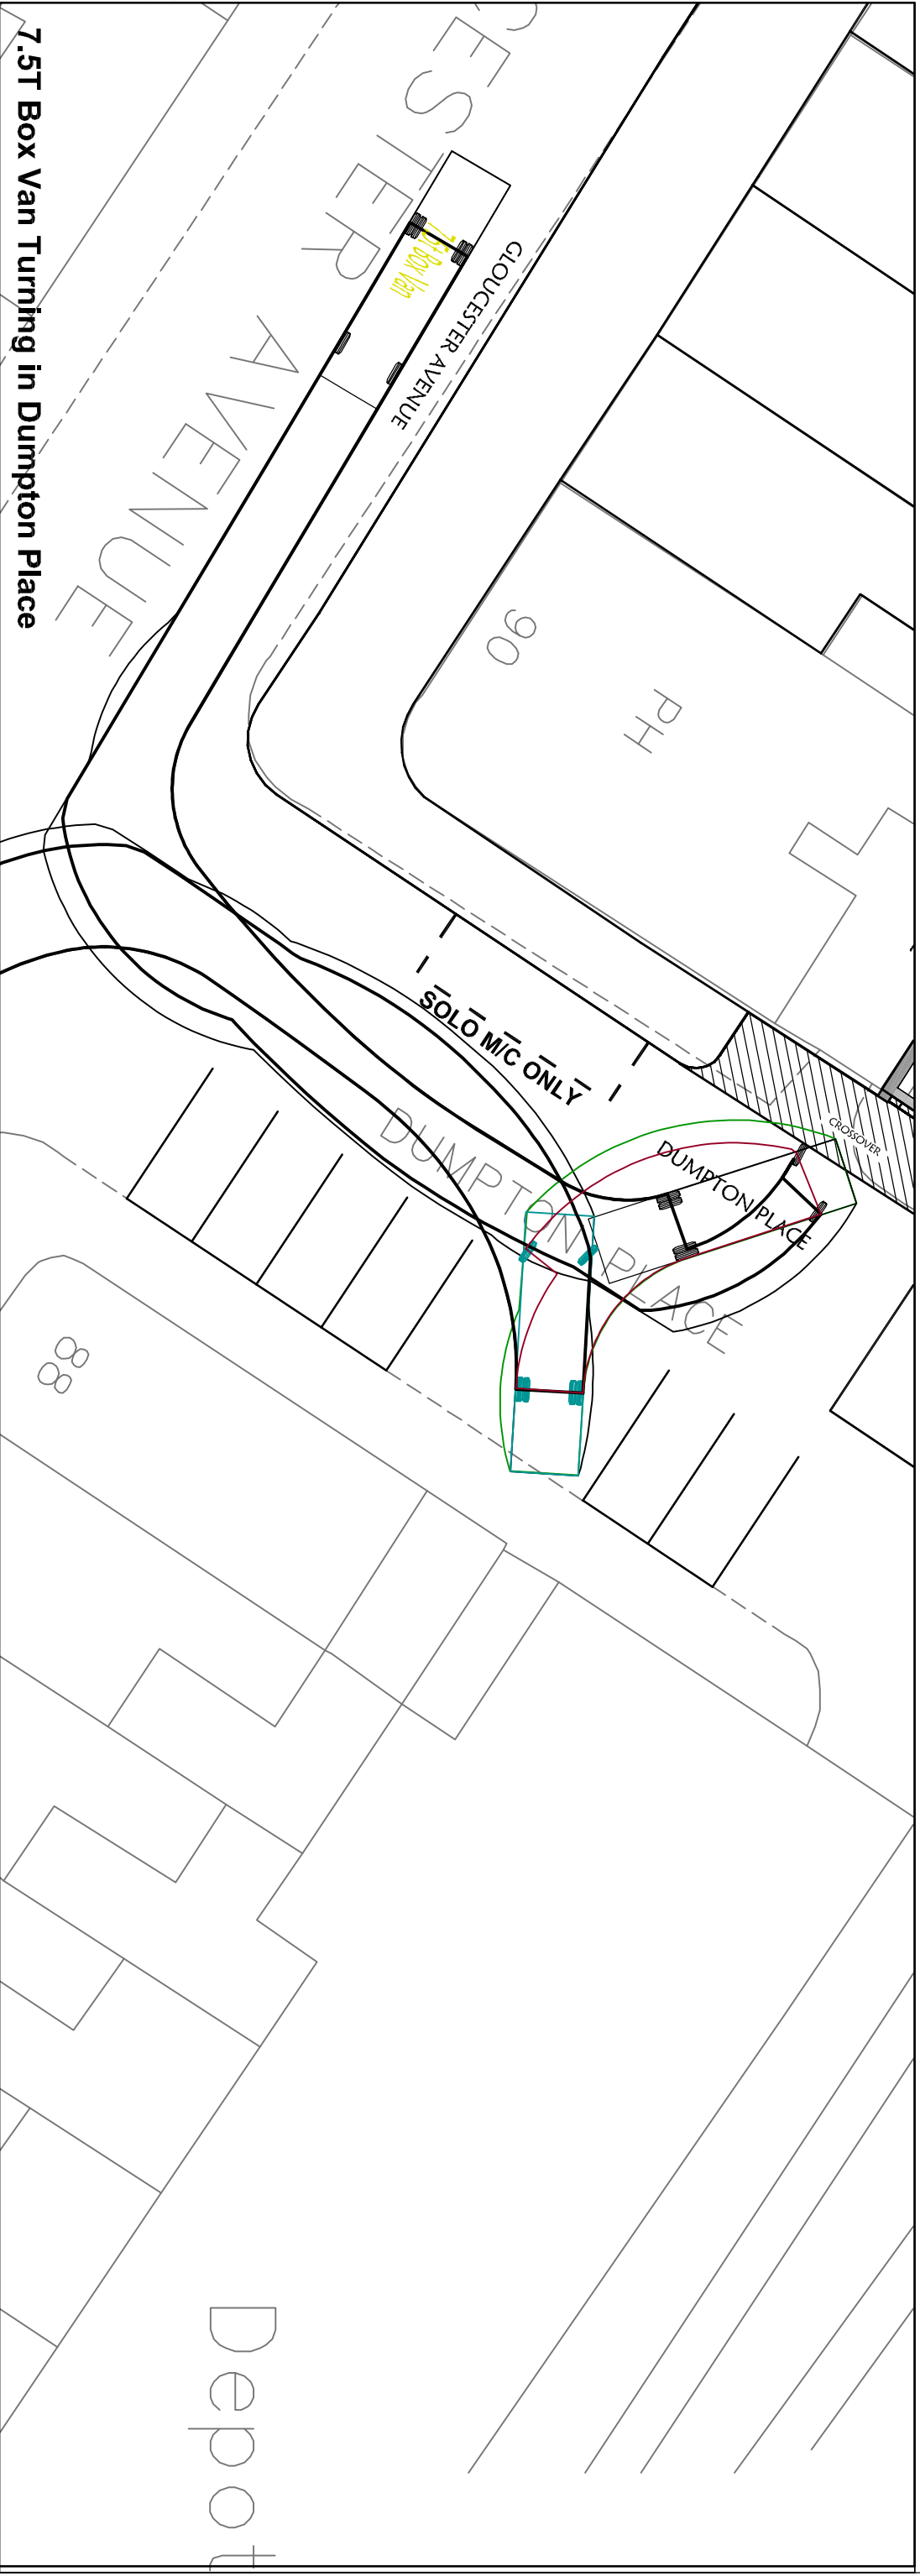 7.5T Box Van Turning in Dumpton Place
CESTER AVENUE
7.5t Box Van
GLOUCESTER AVENUE
90
PH
SOLO M/C ONLY
DUMPTON PLACE
DUMPTON PLACE
CROSSOVER
88
Depot